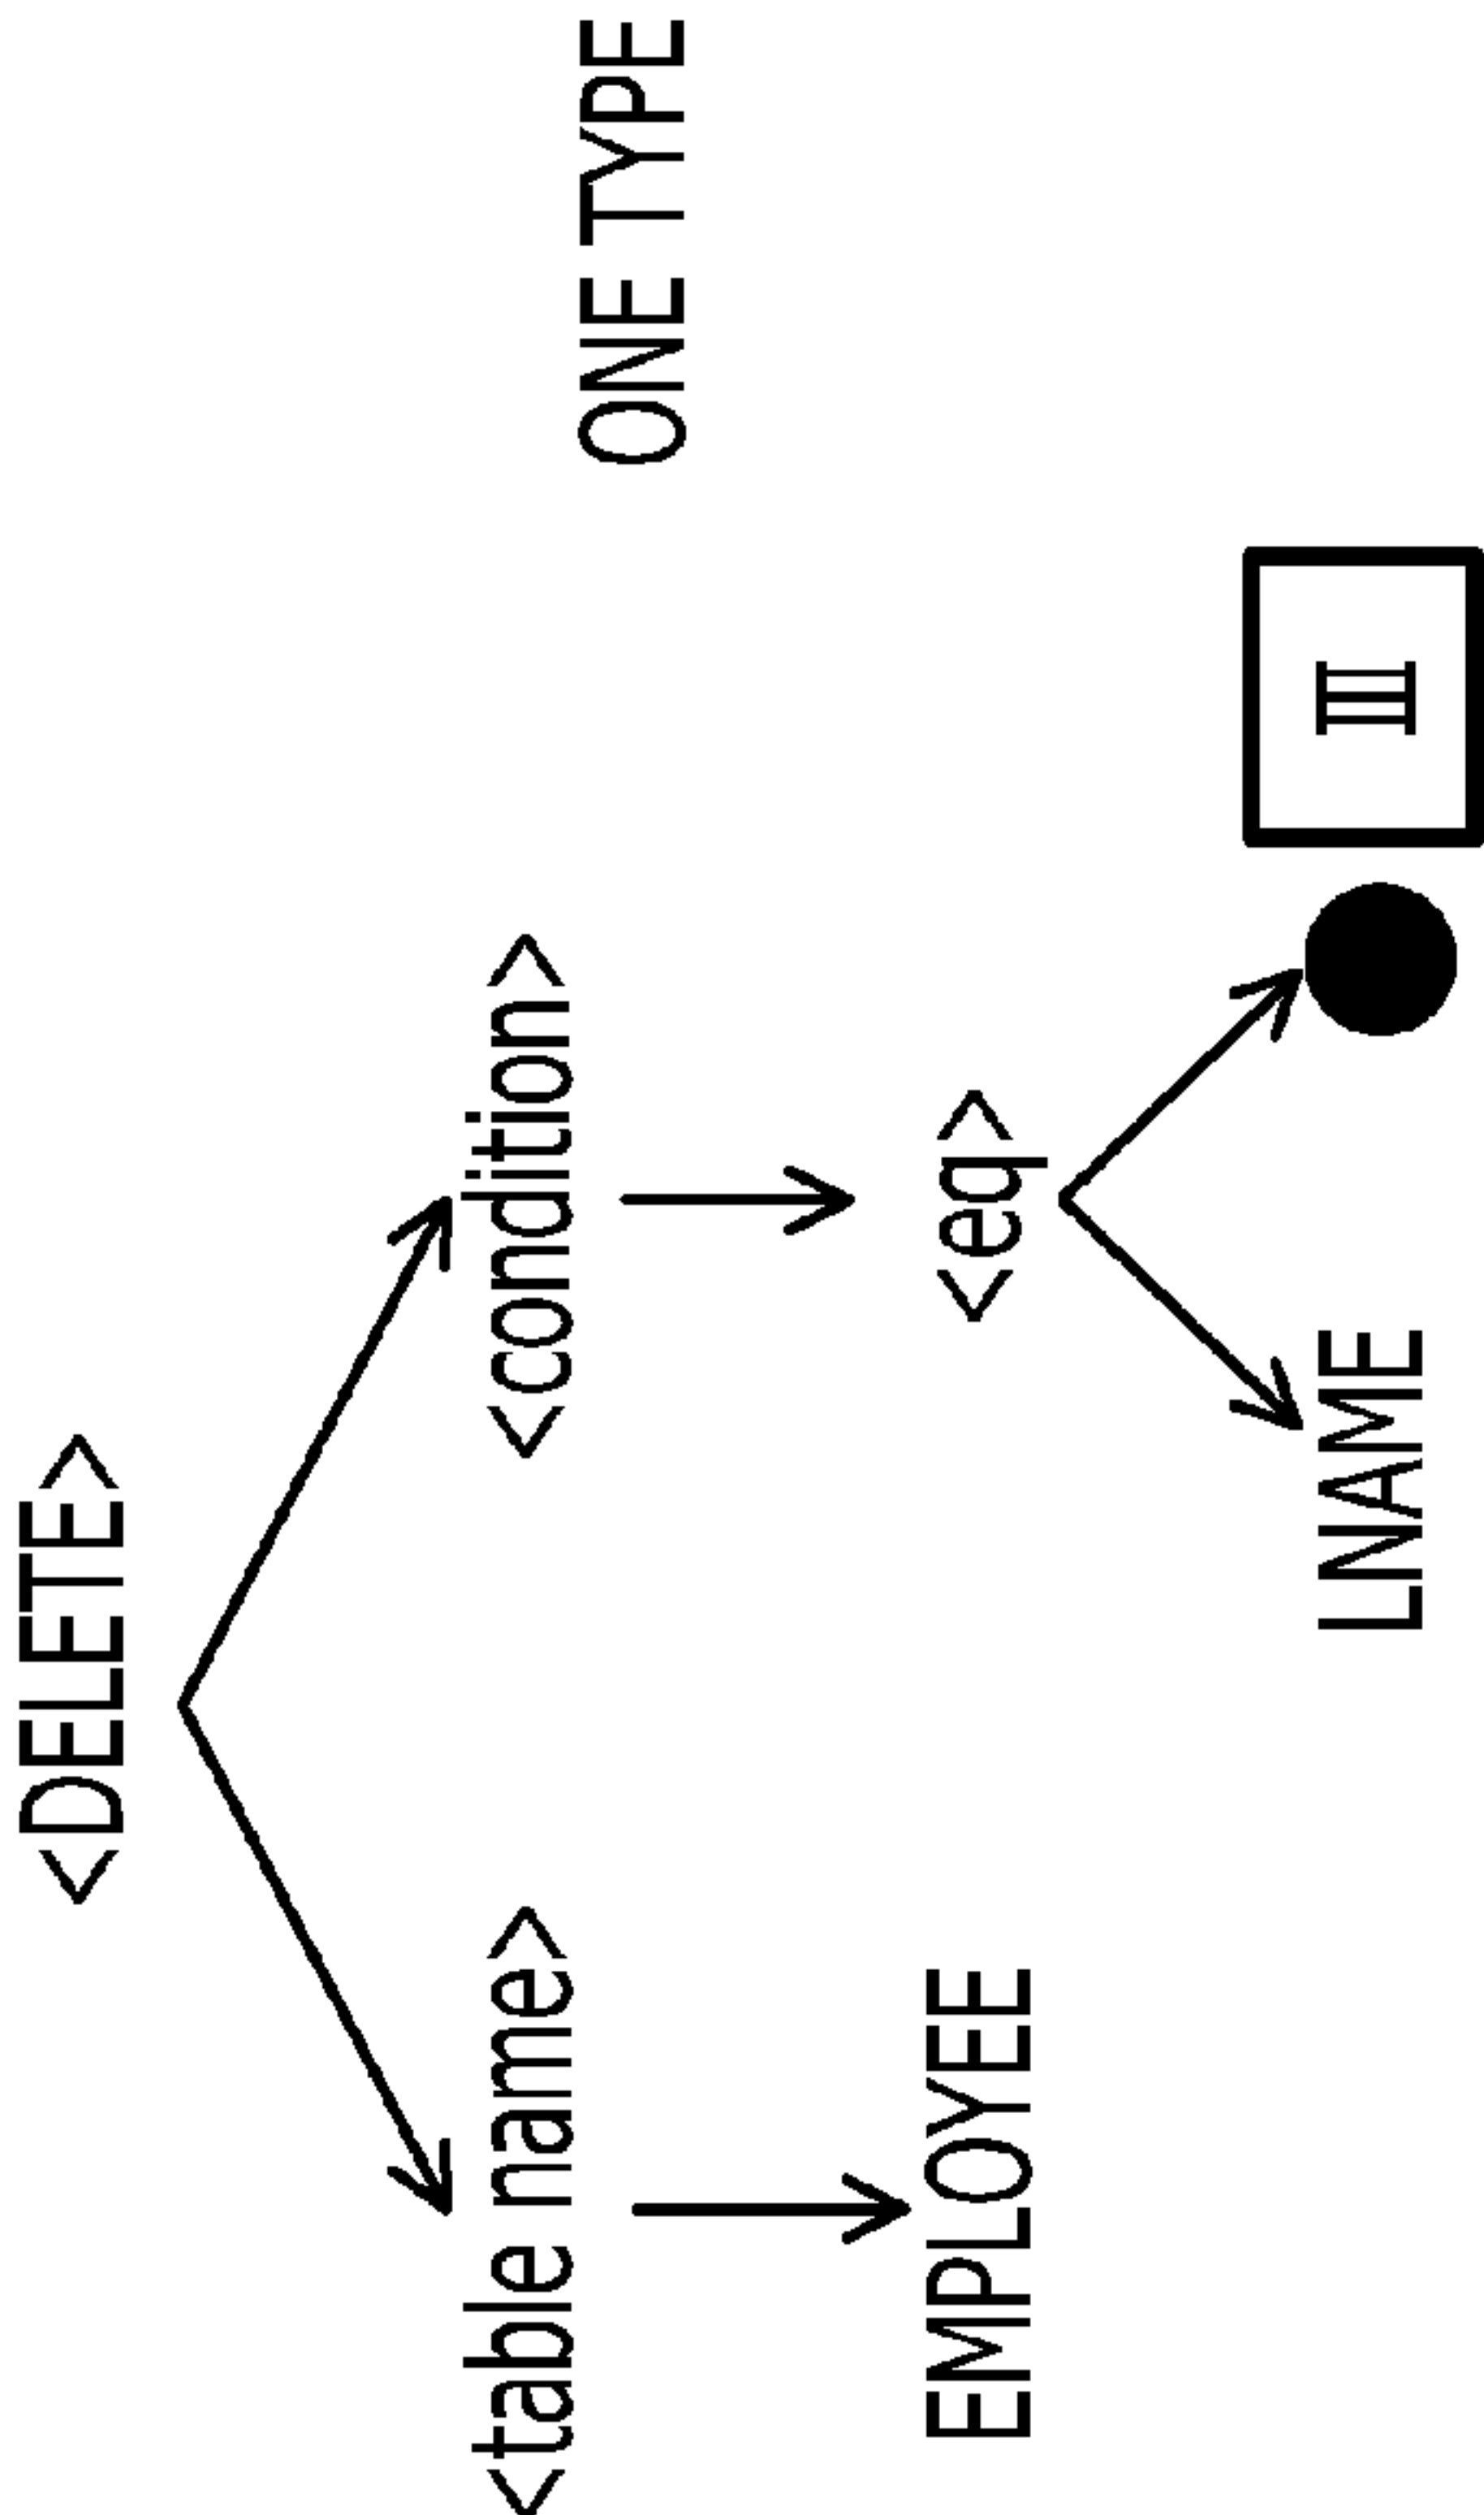 <DELETE>
<table name>
<condition>
ONE TYPE
EMPLOYEE
<eq>
LNAME
III